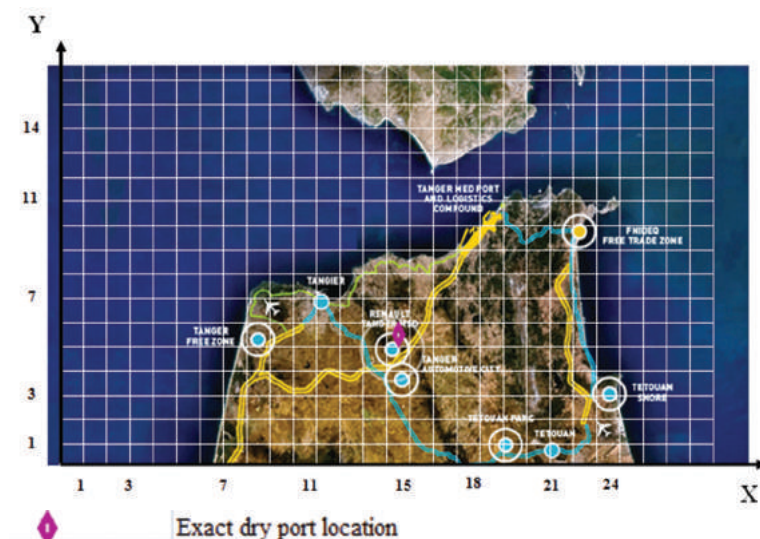 Y
14
11
7
3
1
TANGER MED PORT
AND LOGISTICS
COMPOUND
FNIDEQ
FREE TRADE ZONE
TANGIER
TANGER
FREE ZONE
RENAULT
TANGER
TANGER
AUTOMOTIVE CITY
TETOUAN
SHORE
TETOUAN PARC
TETOUAN
1 3 7 11 15 18 21 24
X
Exact dry port location